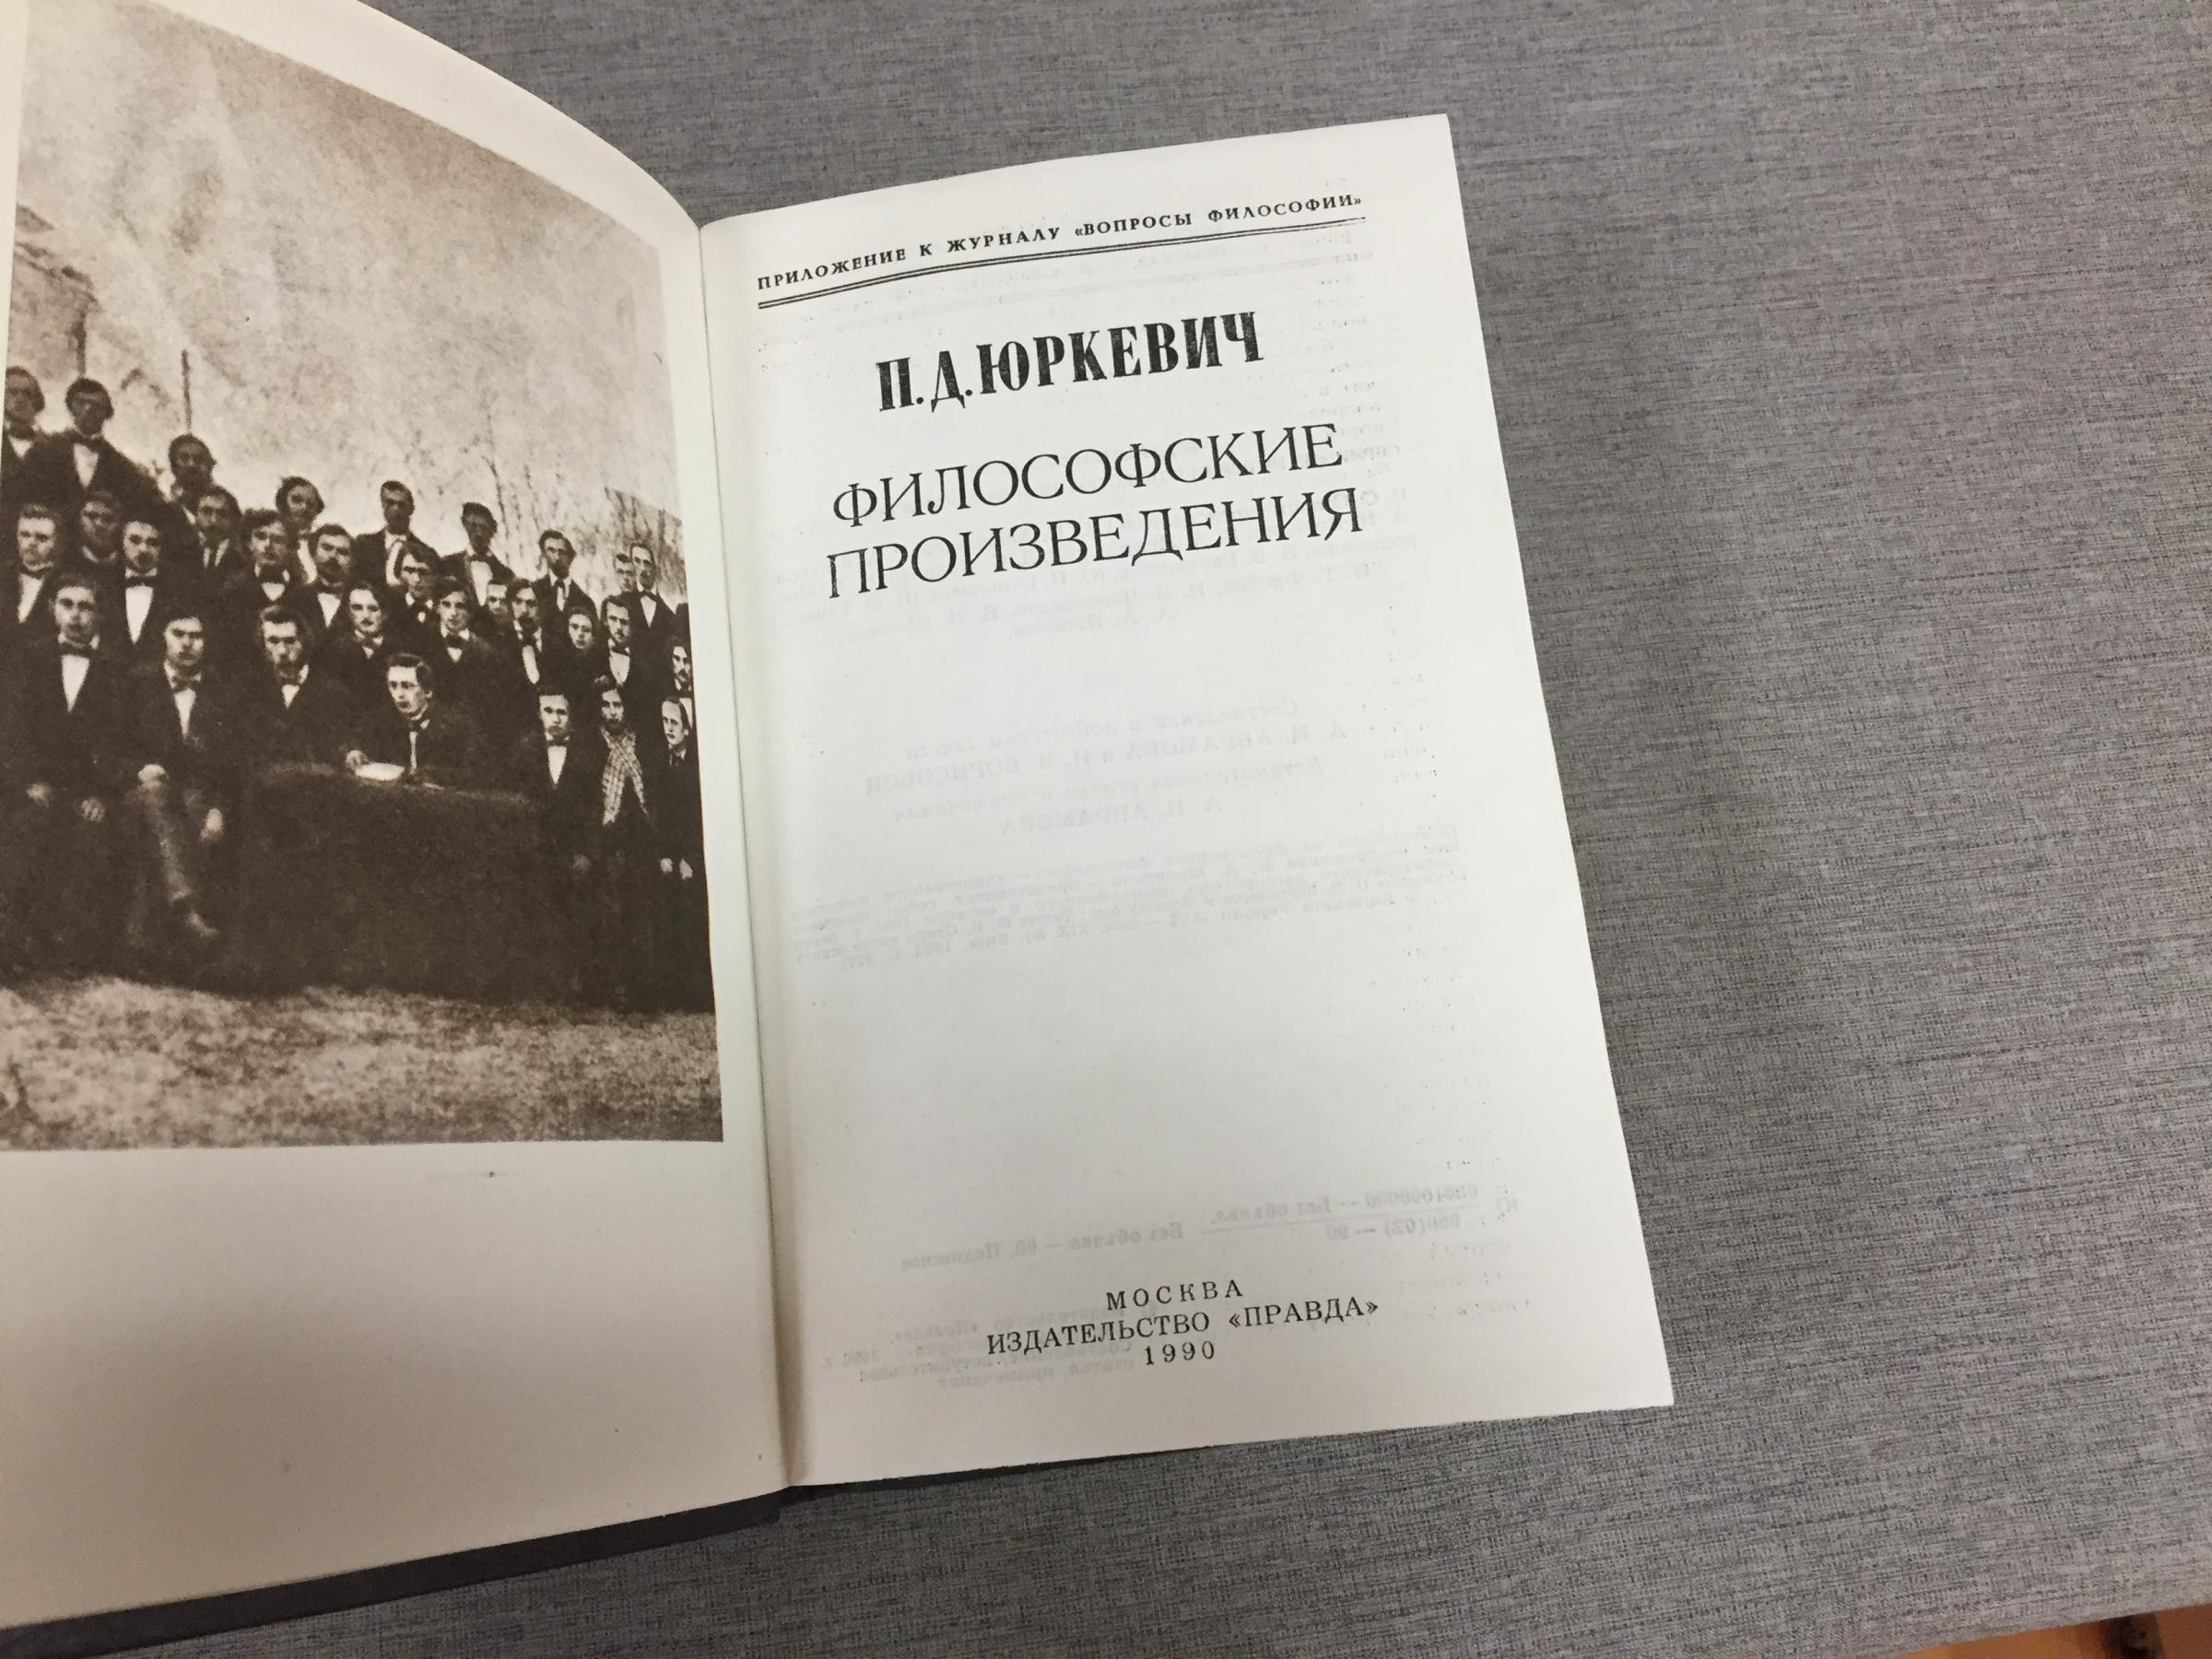 ПРИЛОЖЕНИЕ К ЖУРНАЛУ «ВОПРОСЫ ФИЛОСОФИИ»
П.Д.ЮРКЕВИЧ
ФИЛОСОФСКИЕ
ПРОИЗВЕДЕНИЯ
МОСКВА
ИЗДАТЕЛЬСТВО «ПРАВДА»
1990